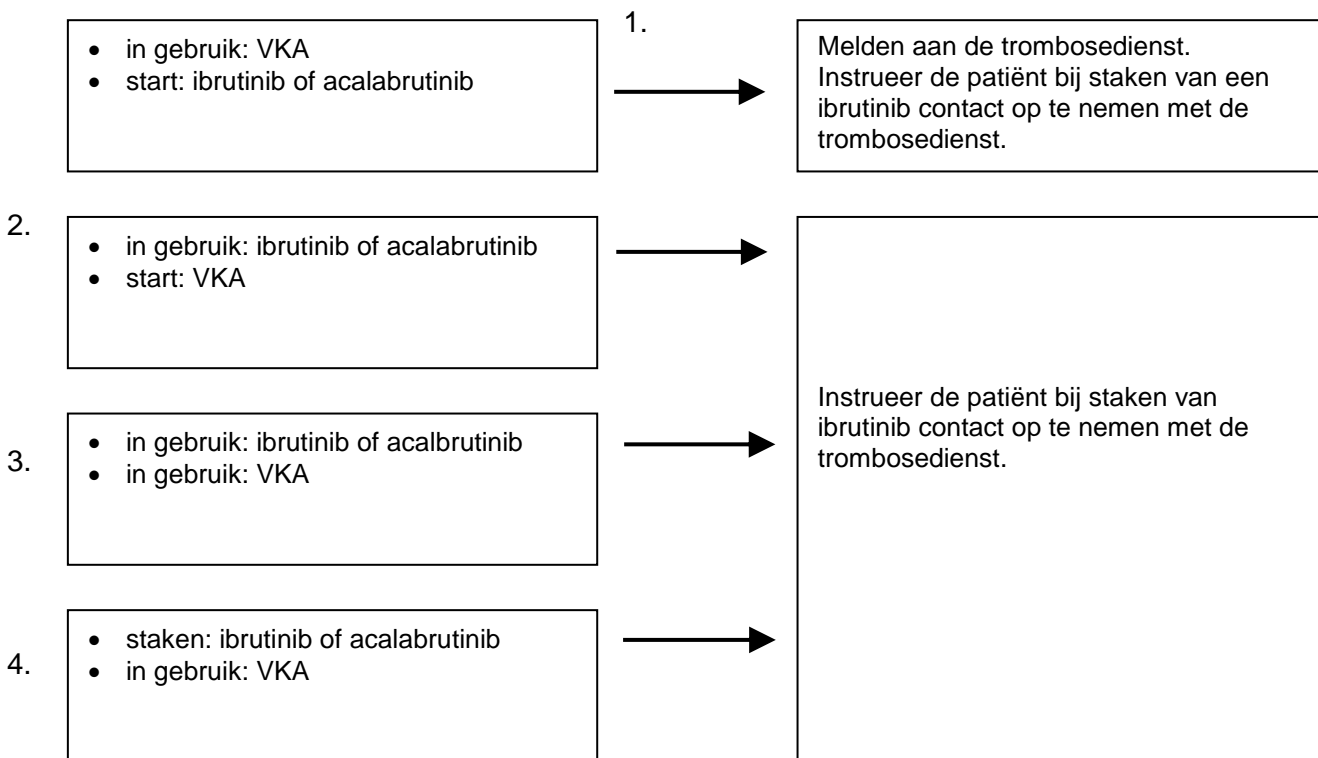 1.
• in gebruik: VKA
• start: ibrutinib of acalabrutinib
Melden aan de trombosedienst.
Instrueer de patiënt bij staken van een
ibrutinib contact op te nemen met de
trombosedienst.
2.
• in gebruik: ibrutinib of acalabrutinib
• start: VKA
3.
• in gebruik: ibrutinib of acalbrutinib
• in gebruik: VKA
Instrueer de patiënt bij staken van
ibrutinib contact op te nemen met de
trombosedienst.
4.
• staken: ibrutinib of acalabrutinib
• in gebruik: VKA